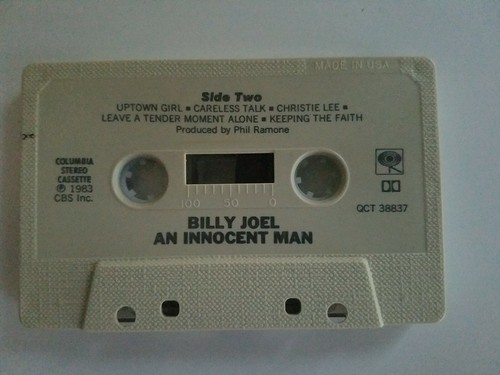 MADE IN U.S.A.
Side Two
UPTOWN GIRL ▪ CARELESS TALK ▪ CHRISTIE LEE ▪
LEAVE A TENDER MOMENT ALONE ▪ KEEPING THE FAITH
Produced by Phil Ramone
COLUMBIA
STEREO
CASSETTE
℗ 1983
CBS Inc.
100 50 0
QCT 38837
BILLY JOEL
AN INNOCENT MAN